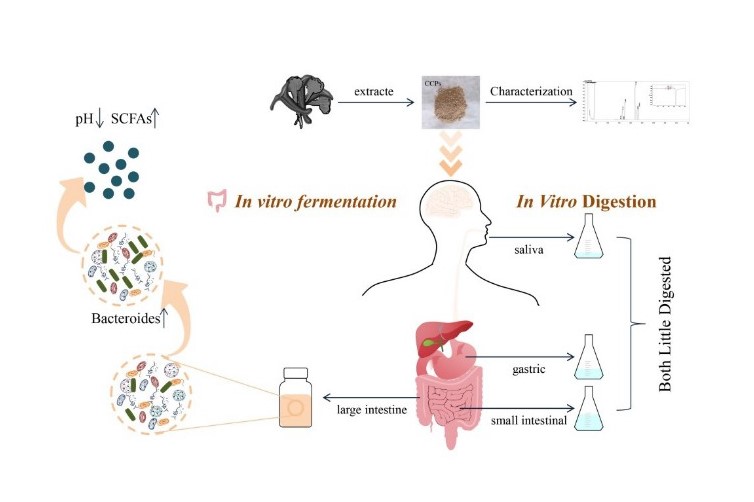 extracte
CCPs
Characterization
pH↓ SCFAs↑
In vitro fermentation
In Vitro Digestion
saliva
Bacteroides↑
gastric
large intestine
small intestinal
Both Little Digested